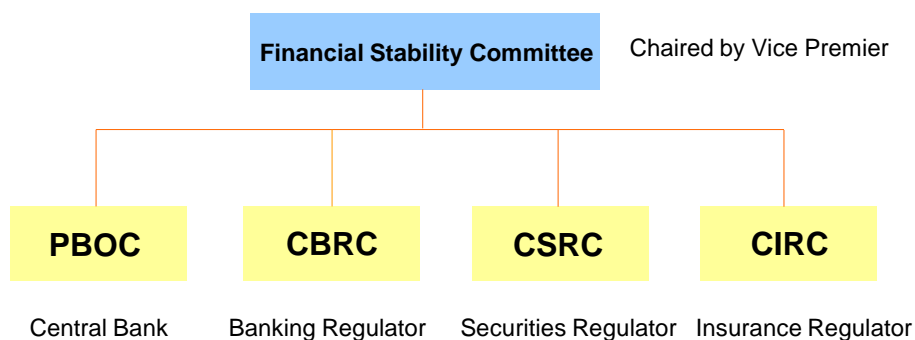 Financial Stability Committee
Chaired by Vice Premier
PBOC
CBRC
CSRC
CIRC
Central Bank
Banking Regulator
Securities Regulator
Insurance Regulator